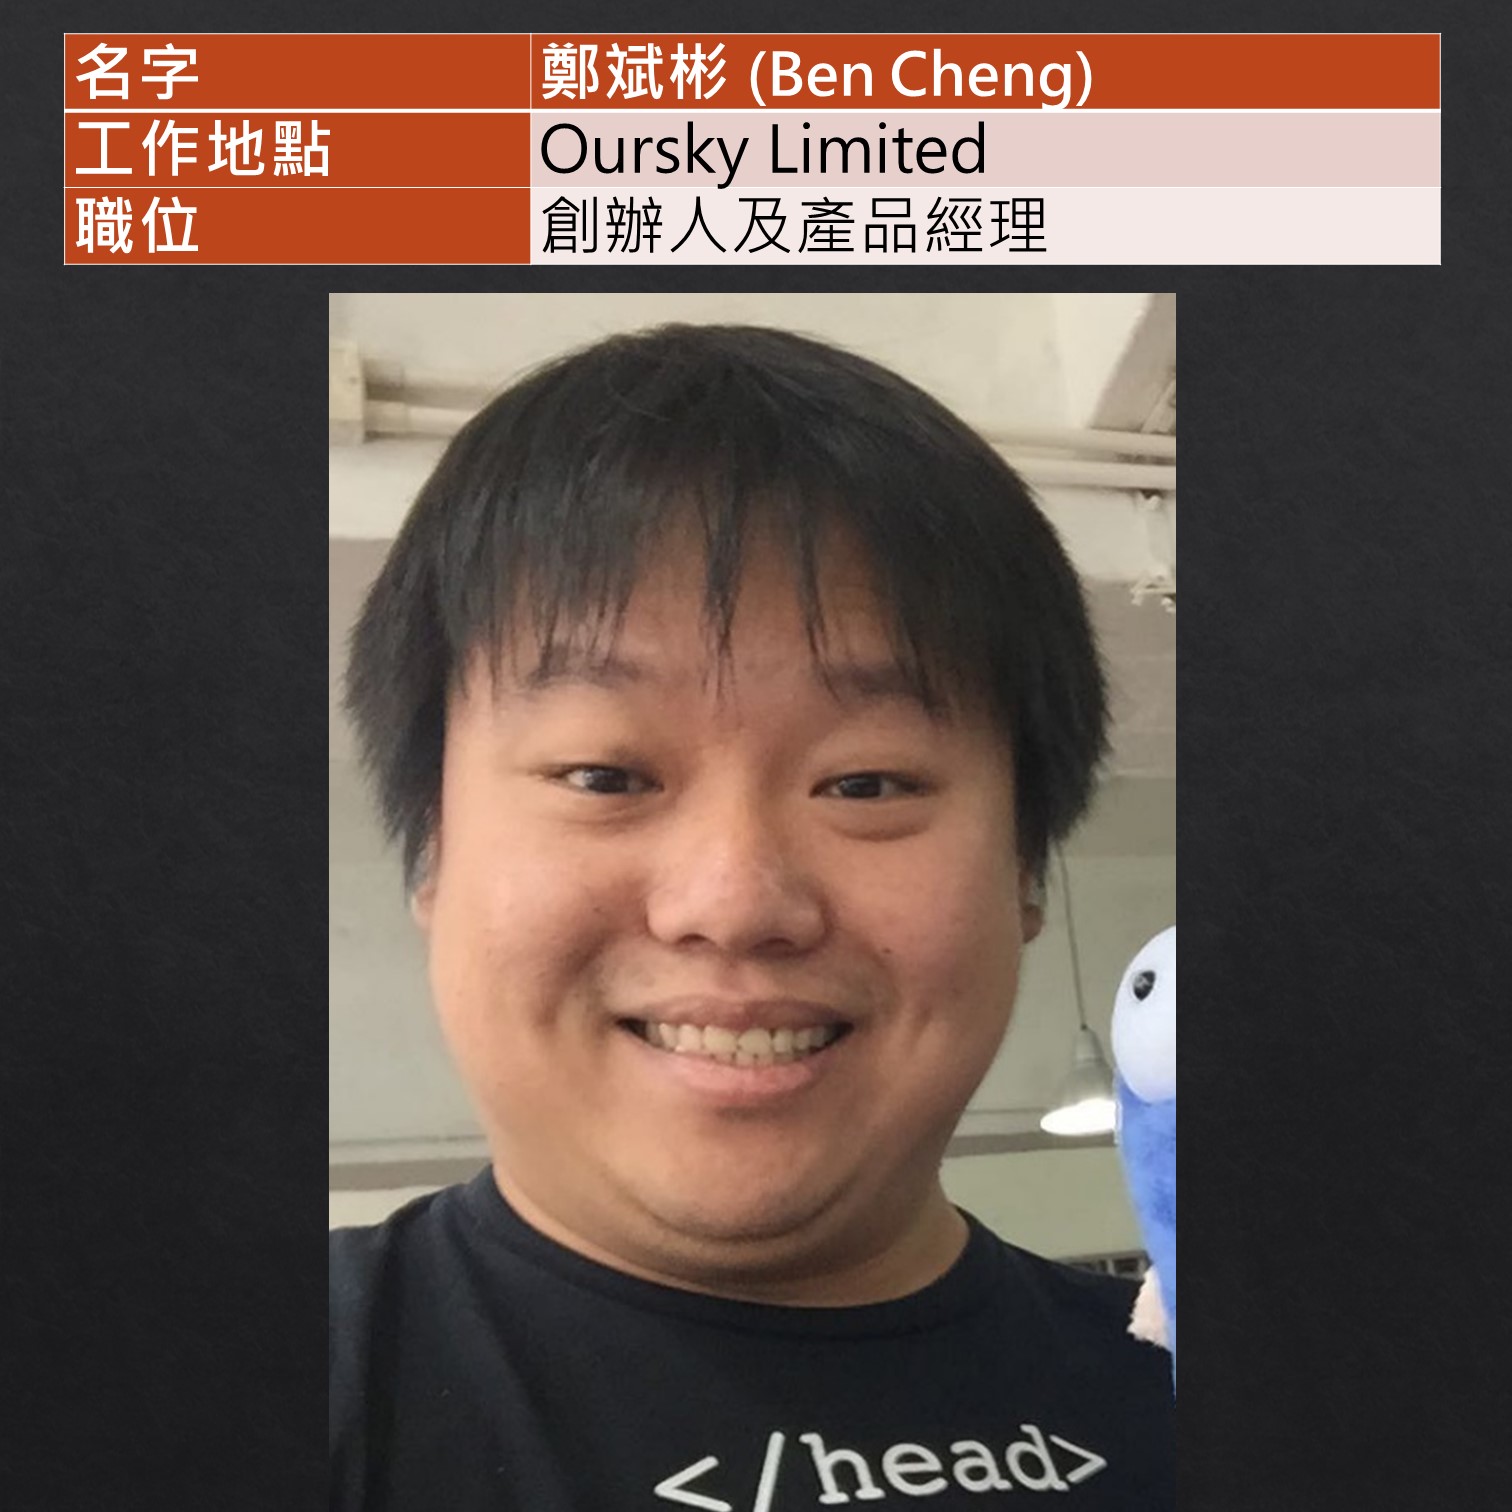 名字 鄭斌彬 (Ben Cheng)
工作地點 Oursky Limited
職位 創辦人及產品經理
</head>